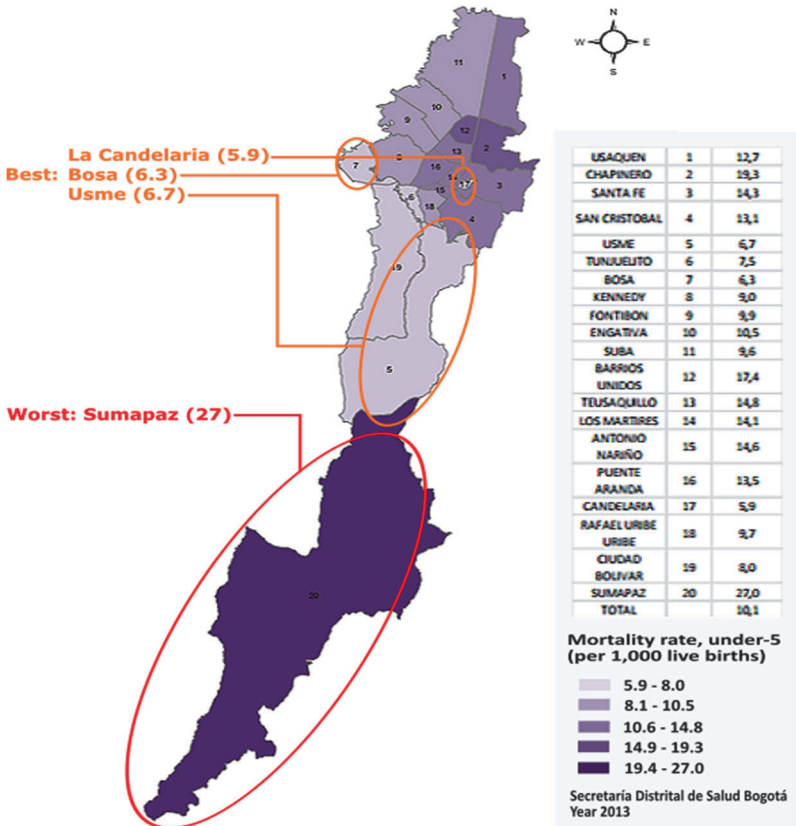 N
W E
S
La Candelaria (5.9)
Best: Bosa (6.3)
Usme (6.7)
Worst: Sumapaz (27)
11
1
10
9
12
2
13
7
8
16
14
17
3
15
6
18
4
19
5
20
USAQUEN 1 12,7
CHAPINERO 2 19,3
SANTA FE 3 14,3
SAN CRISTOBAL 4 13,1
USME 5 6,7
TUNJUELITO 6 7,5
BOSA 7 6,3
KENNEDY 8 9,0
FONTIBON 9 9,9
ENGATIVA 10 10,5
SUBA 11 9,6
BARRIOS
UNIDOS 12 17,4
TEUSAQUILLO 13 14,8
LOS MARTIRES 14 14,1
ANTONIO
NARIÑO 15 14,6
PUENTE
ARANDA 16 13,5
CANDELARIA 17 5,9
RAFAEL URIBE
URIBE 18 9,7
CIUDAD
BOLIVAR 19 8,0
SUMAPAZ 20 27,0
TOTAL 10,1
Mortality rate, under-5
(per 1,000 live births)
5.9 - 8.0
8.1 - 10.5
10.6 - 14.8
14.9 - 19.3
19.4 - 27.0
Secretaría Distrital de Salud Bogotá
Year 2013